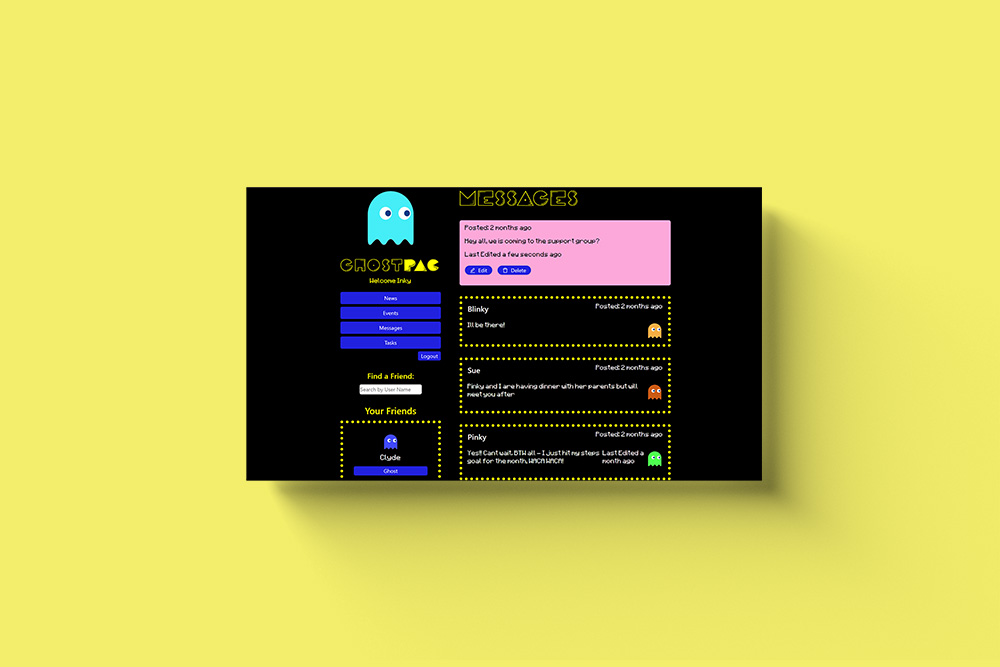 GHOSTPAC
Welcome Inky
News
Events
Messages
Tasks
Logout
Find a Friend:
Search by User Name
Your Friends
Clyde
Ghost
MESSAGES
Posted: 2 months ago
Hey all, ve is coming to the support group?
Last Edited a few seconds ago
Edit
Delete
Blinky
Posted: 2 months ago
Ill be there!
Sue
Posted: 2 months ago
Pinky and I are having dinner with her parents but will
meet you after
Pinky
Posted: 2 months ago
Yes!! Cant wait. BTW all - I just hit my steps
goal for the month, WACA WACA!
Last Edited a
month ago